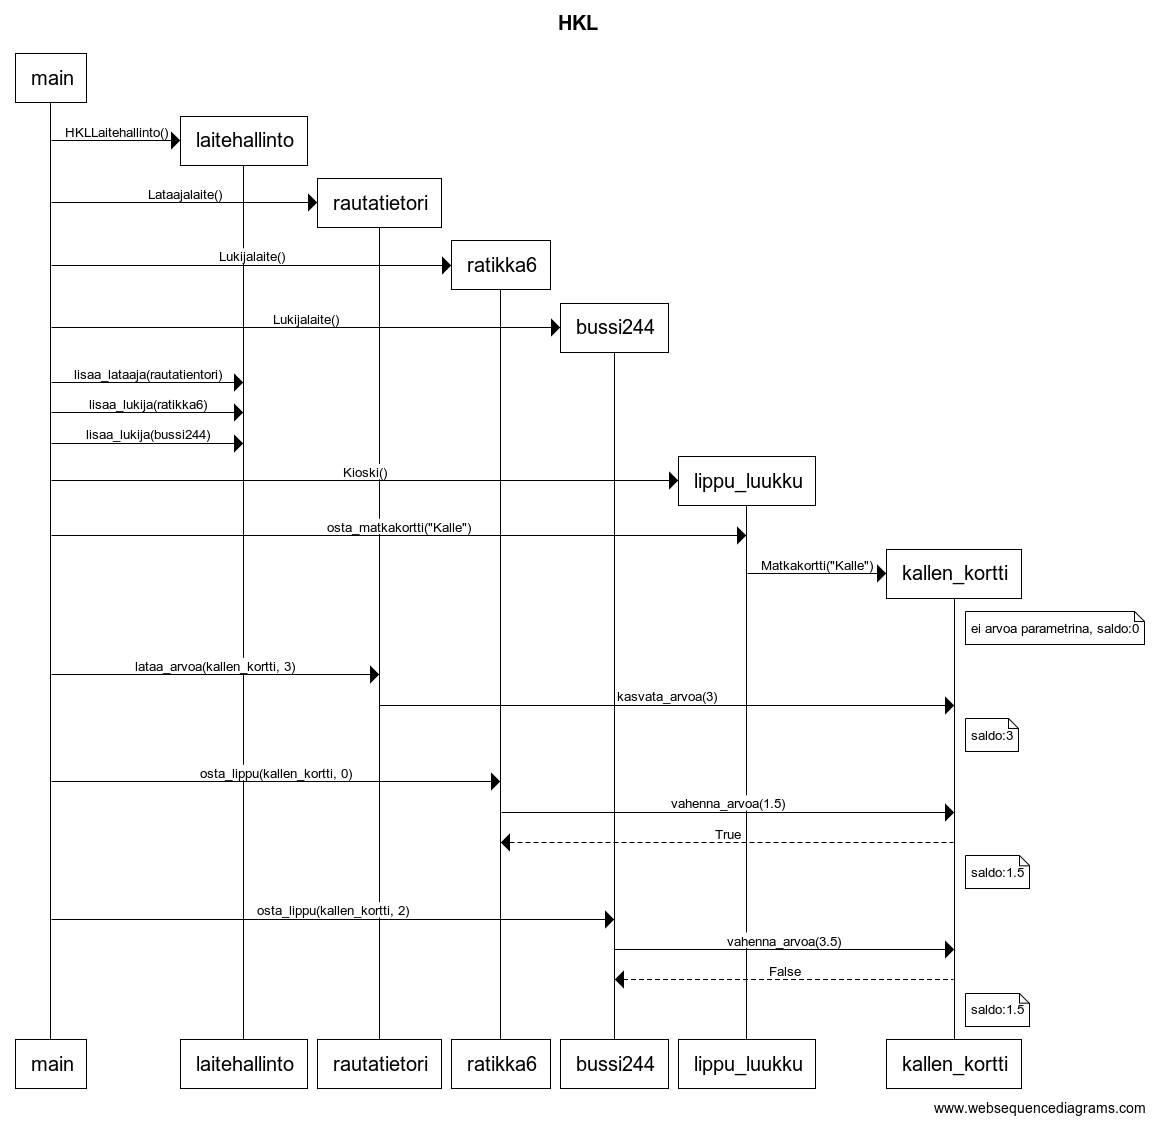 HKL
main
HKLLaitehallinto()
laitehallinto
Lataajalaite()
rautatietori
Lukijalaite()
ratikka6
Lukijalaite()
bussi244
lisaa_lataaja(rautatientori)
lisaa_lukija(ratikka6)
lisaa_lukija(bussi244)
Kioski()
lippu_luukku
osta_matkakortti("Kalle")
Matkakortti("Kalle")
kallen_kortti
ei arvoa parametrina, saldo:0
lataa_arvoa(kallen_kortti, 3)
kasvata_arvoa(3)
saldo:3
osta_lippu(kallen_kortti, 0)
vahenna_arvoa(1.5)
True
saldo:1.5
osta_lippu(kallen_kortti, 2)
vahenna_arvoa(3.5)
False
saldo:1.5
main laitehallinto rautatietori ratikka6 bussi244 lippu_luukku kallen_kortti
www.websequencediagrams.com